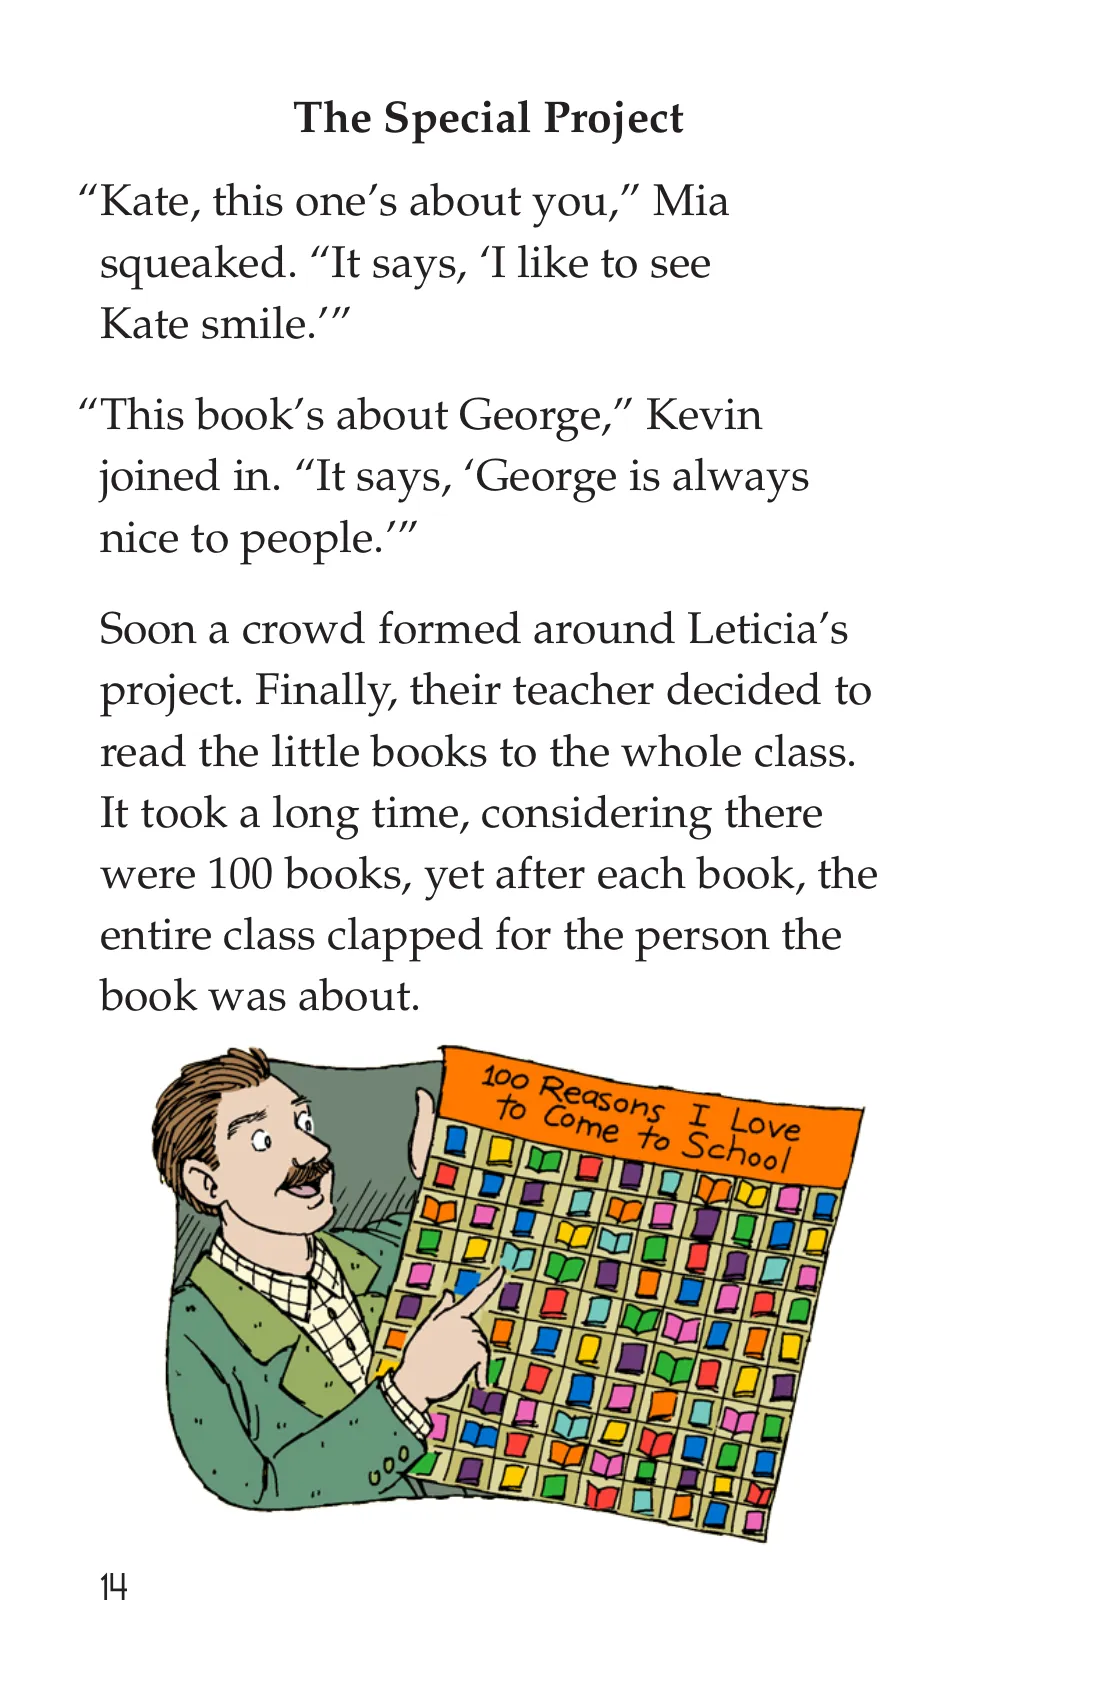 The Special Project
“Kate, this one’s about you,” Mia
squeaked. “It says, ‘I like to see
Kate smile.’”
“This book’s about George,” Kevin
joined in. “It says, ‘George is always
nice to people.’”
Soon a crowd formed around Leticia’s
project. Finally, their teacher decided to
read the little books to the whole class.
It took a long time, considering there
were 100 books, yet after each book, the
entire class clapped for the person the
book was about.
100 Reasons I Love
to Come to School
14